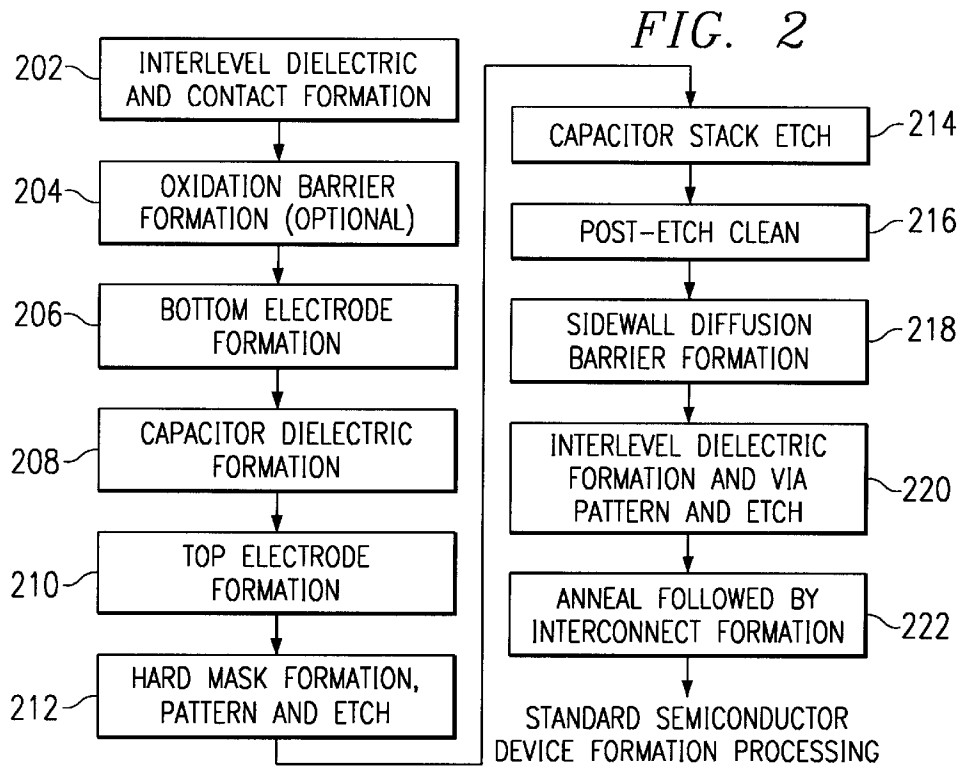 FIG. 2
202
INTERLEVEL DIELECTRIC
AND CONTACT FORMATION
204
OXIDATION BARRIER
FORMATION (OPTIONAL)
206
BOTTOM ELECTRODE
FORMATION
208
CAPACITOR DIELECTRIC
FORMATION
210
TOP ELECTRODE
FORMATION
212
HARD MASK FORMATION,
PATTERN AND ETCH
CAPACITOR STACK ETCH
214
POST-ETCH CLEAN
216
SIDEWALL DIFFUSION
BARRIER FORMATION
218
INTERLEVEL DIELECTRIC
FORMATION AND VIA
PATTERN AND ETCH
220
ANNEAL FOLLOWED BY
INTERCONNECT FORMATION
222
STANDARD SEMICONDUCTOR
DEVICE FORMATION PROCESSING